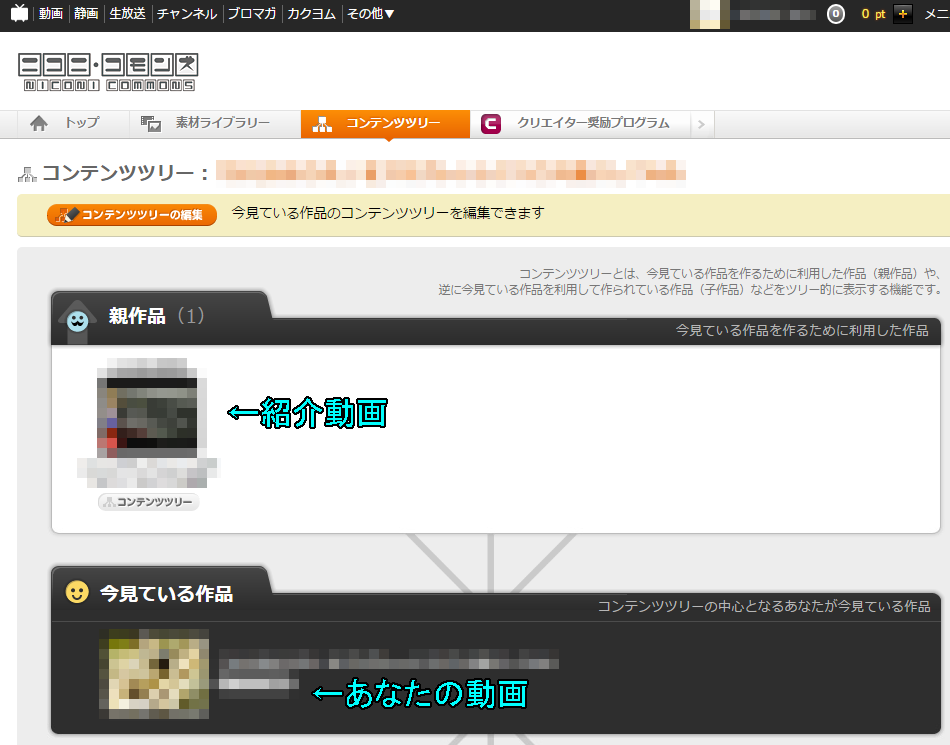 動画 静画 生放送 チャンネル ブロマガ カクヨム その他▼ 0 0 pt + メニ
ニコニ・コモンズ
NICONI COMMONS
トップ 素材ライブラリー コンテンツツリー C クリエイター奨励プログラム
コンテンツツリー：
コンテンツツリーの編集 今見ている作品のコンテンツツリーを編集できます
コンテンツツリーとは、今見ている作品を作るために利用した作品（親作品）や、
逆に今見ている作品を利用して作られている作品（子作品）などをツリー的に表示する機能です。
親作品（1）
今見ている作品を作るために利用した作品
←紹介動画
コンテンツツリー
今見ている作品
コンテンツツリーの中心となるあなたが今見ている作品
←あなたの動画